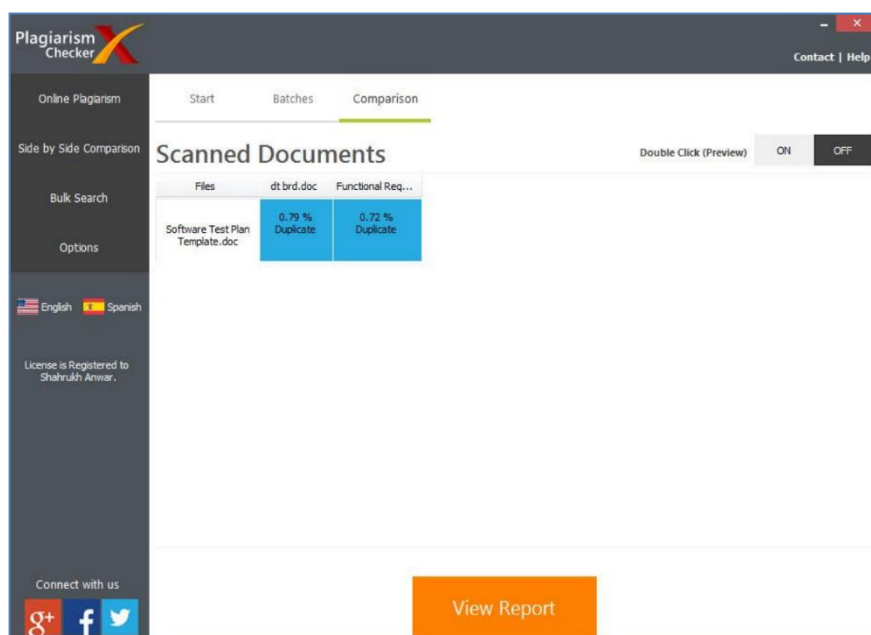 Plagiarism
Checker
Contact | Help
Online Plagiarism
Side by Side Comparison
Bulk Search
Options
English Spanish
License is Registered to
Shahrukh Anwar.
Connect with us
g+ f
Start Batches Comparison
Scanned Documents
Double Click (Preview) ON OFF
Files dt brd.doc Functional Req...
Software Test Plan
Template.doc
0.79 %
Duplicate
0.72 %
Duplicate
View Report